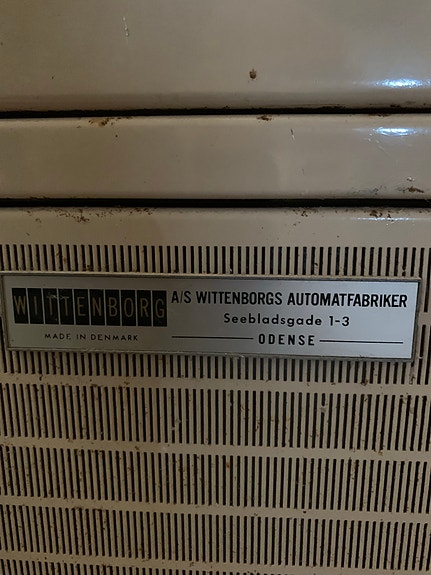 WITTENBORG
MADE IN DENMARK
A/S WITTENBORGS AUTOMATFABRIKER
Seebladsgade 1-3
ODENSE